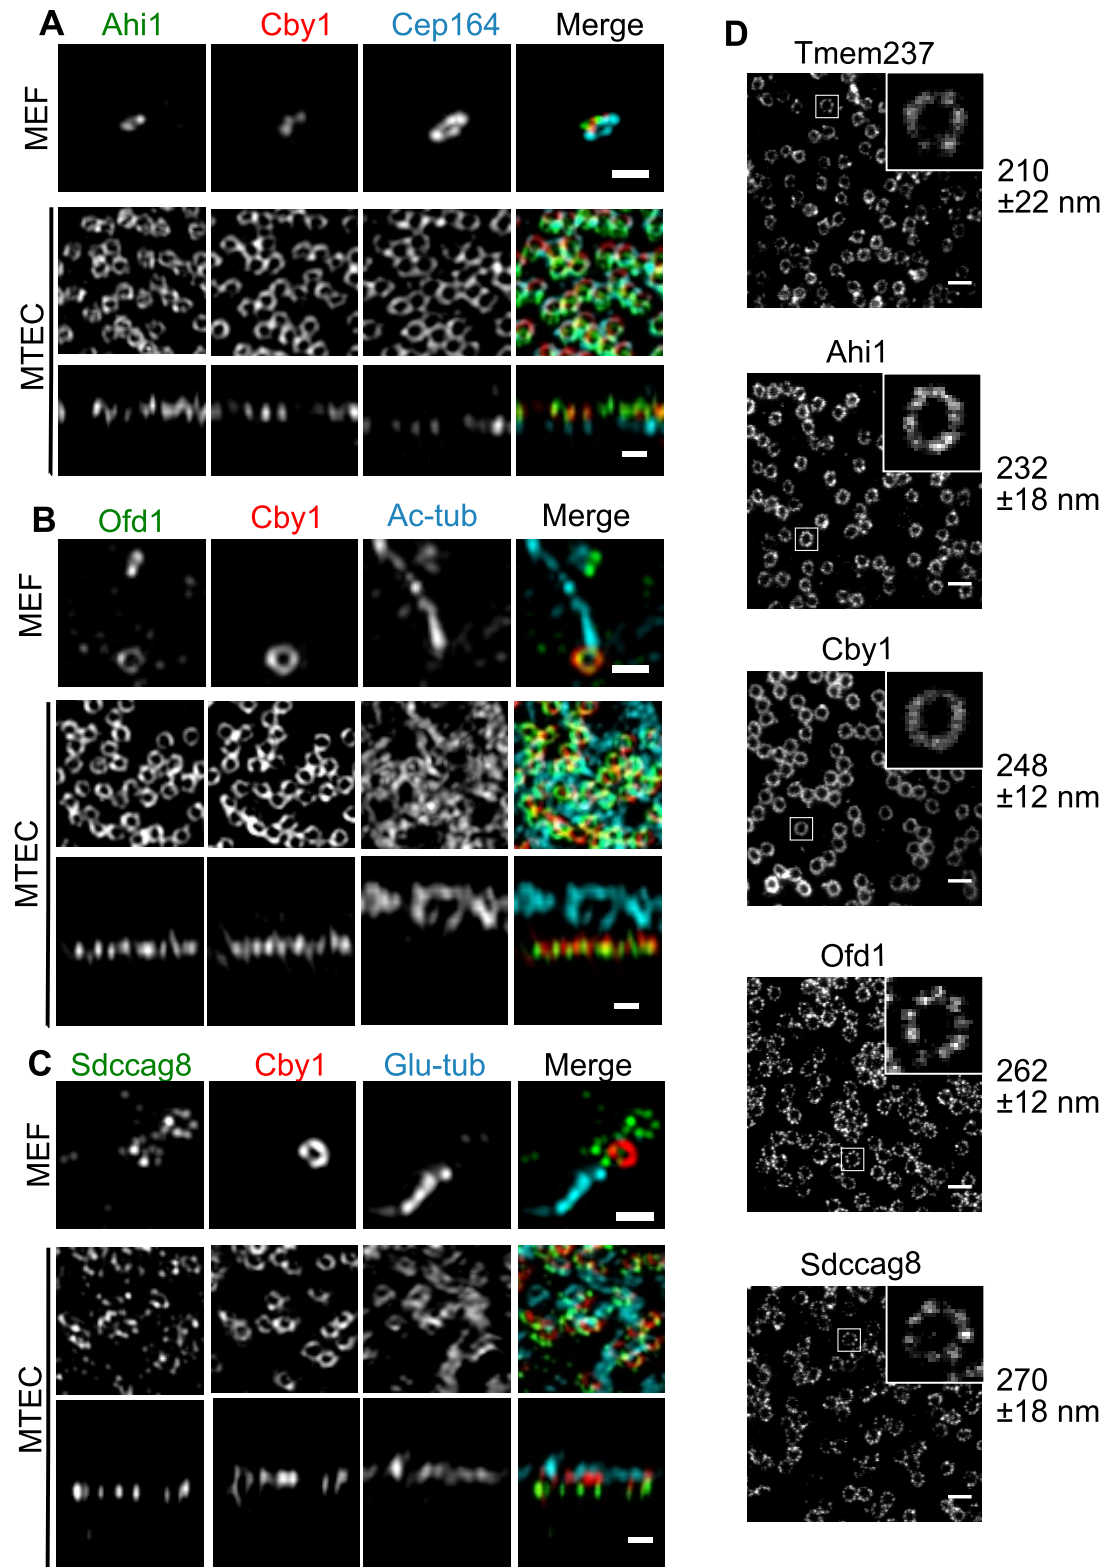 A
Ahi1 Cby1 Cep164 Merge
MEF
MTEC
B
Ofd1 Cby1 Ac-tub Merge
MEF
MTEC
C
Sdccag8 Cby1 Glu-tub Merge
MEF
MTEC
D
Tmem237
210
±22 nm
Ahi1
232
±18 nm
Cby1
248
±12 nm
Ofd1
262
±12 nm
Sdccag8
270
±18 nm